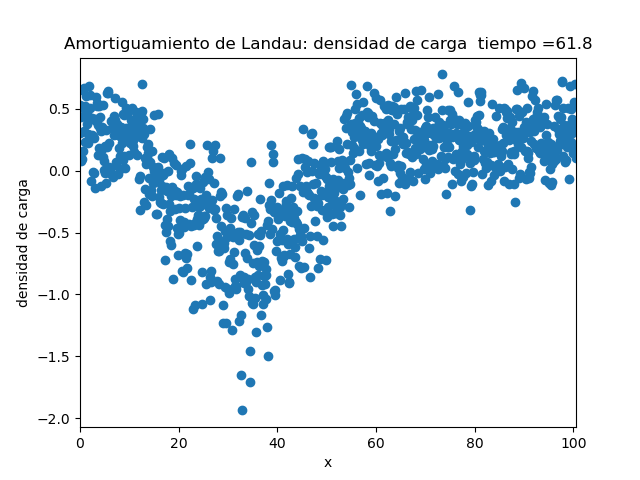 Amortiguamiento de Landau: densidad de carga  tiempo =61.8
densidad de carga
0.5
0.0
−0.5
−1.0
−1.5
−2.0
0 20 40 60 80 100
x